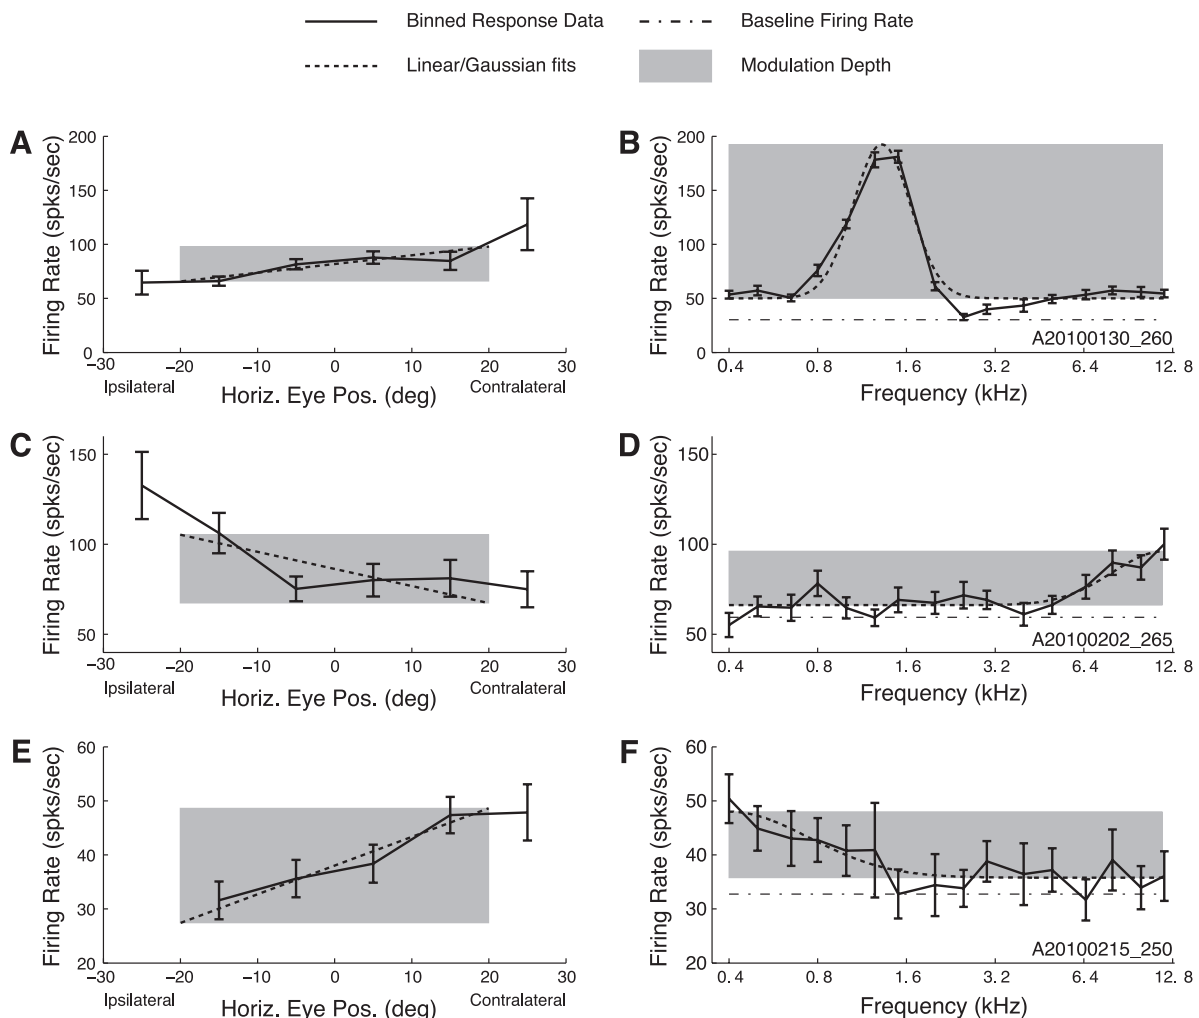 Binned Response Data
Baseline Firing Rate
Linear/Gaussian fits
Modulation Depth
A
Firing Rate (spks/sec)
200
150
100
50
0
−30 −20 −10 0 10 20 30
Ipsilateral
Contralateral
Horiz. Eye Pos. (deg)
B
Firing Rate (spks/sec)
200
150
100
50
0
A20100130_260
0.4 0.8 1.6 3.2 6.4 12.8
Frequency (kHz)
C
Firing Rate (spks/sec)
150
100
50
−30 −20 −10 0 10 20 30
Ipsilateral
Contralateral
Horiz. Eye Pos. (deg)
D
Firing Rate (spks/sec)
150
100
50
A20100202_265
0.4 0.8 1.6 3.2 6.4 12.8
Frequency (kHz)
E
Firing Rate (spks/sec)
60
50
40
30
20
−30 −20 −10 0 10 20 30
Ipsilateral
Contralateral
Horiz. Eye Pos. (deg)
F
Firing Rate (spks/sec)
60
50
40
30
20
A20100215_250
0.4 0.8 1.6 3.2 6.4 12.8
Frequency (kHz)